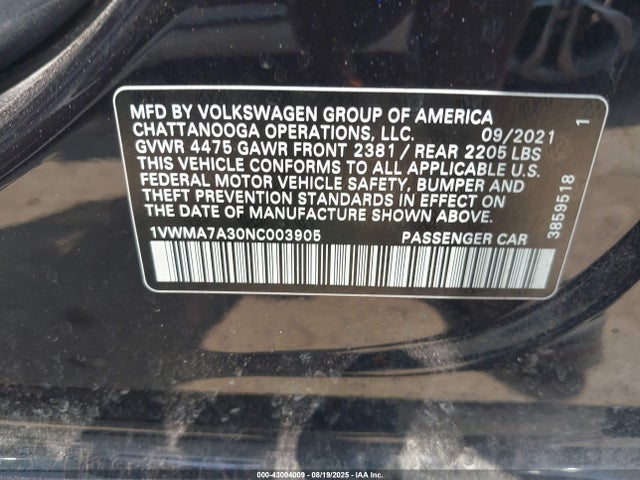 MFD BY VOLKSWAGEN GROUP OF AMERICA
CHATTANOOGA OPERATIONS, LLC. 09/2021
GVWR 4475 GAWR FRONT 2381 / REAR 2205 LBS
THIS VEHICLE CONFORMS TO ALL APPLICABLE U.S.
FEDERAL MOTOR VEHICLE SAFETY, BUMPER AND
THEFT PREVENTION STANDARDS IN EFFECT ON
THE DATE OF MANUFACTURE SHOWN ABOVE.
1VWMA7A30NC003905 PASSENGER CAR
3859518
1
000-43004009 - 08/19/2025 - IAA Inc.